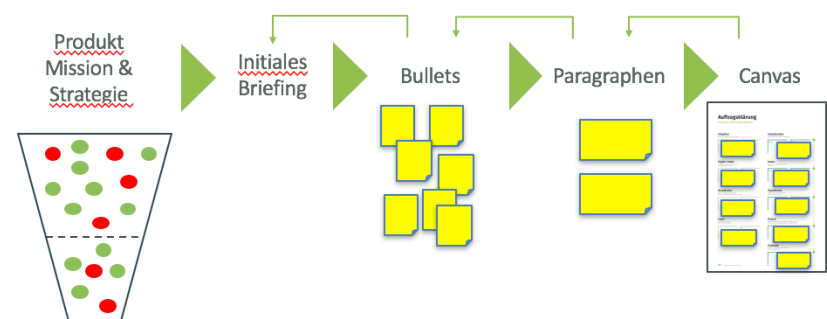 Produkt
Mission &
Strategie
Initiales
Briefing
Bullets
Paragraphen
Canvas
Auftragsklärung